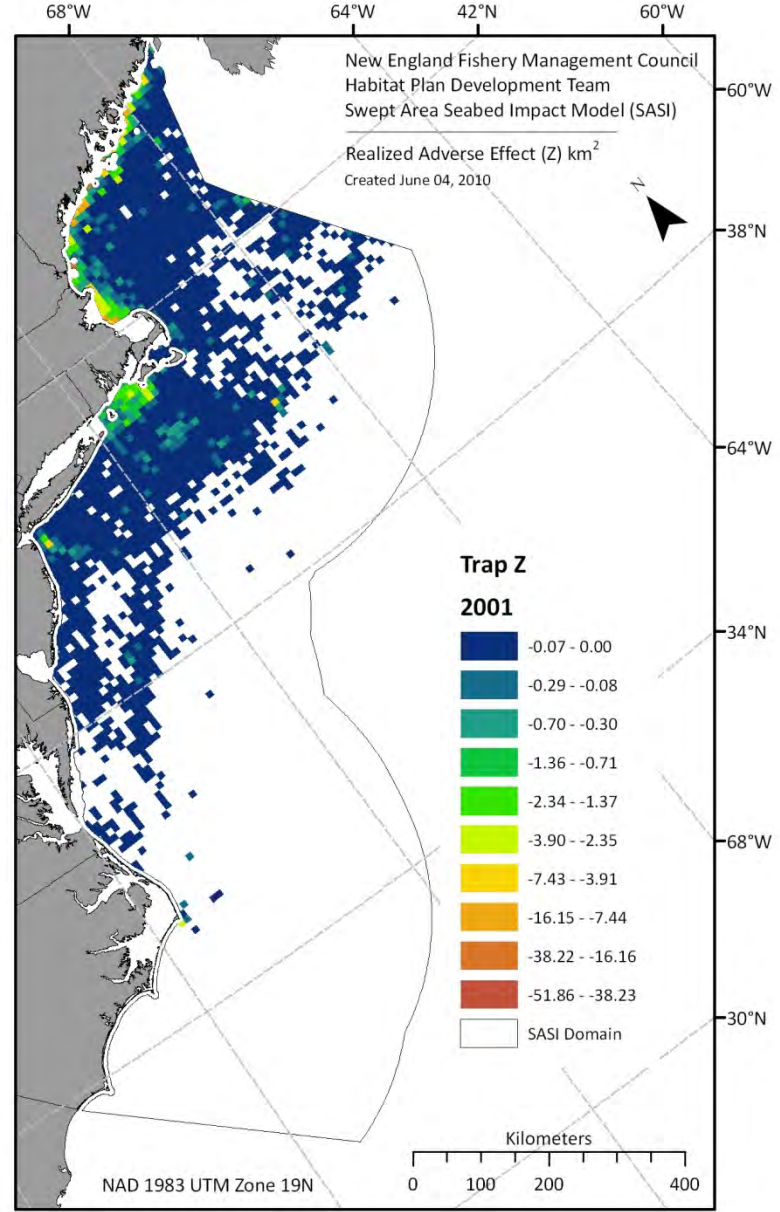 68°W 64°W 42°N 60°W
New England Fishery Management Council
Habitat Plan Development Team
Swept Area Seabed Impact Model (SASI)
Realized Adverse Effect (Z) km²
Created June 04, 2010
N
60°W
38°N
64°W
34°N
68°W
30°N
Trap Z
2001
-0.07 - 0.00
-0.29 - -0.08
-0.70 - -0.30
-1.36 - -0.71
-2.34 - -1.37
-3.90 - -2.35
-7.43 - -3.91
-16.15 - -7.44
-38.22 - -16.16
-51.86 - -38.23
SASI Domain
Kilometers
0 100 200 400
NAD 1983 UTM Zone 19N